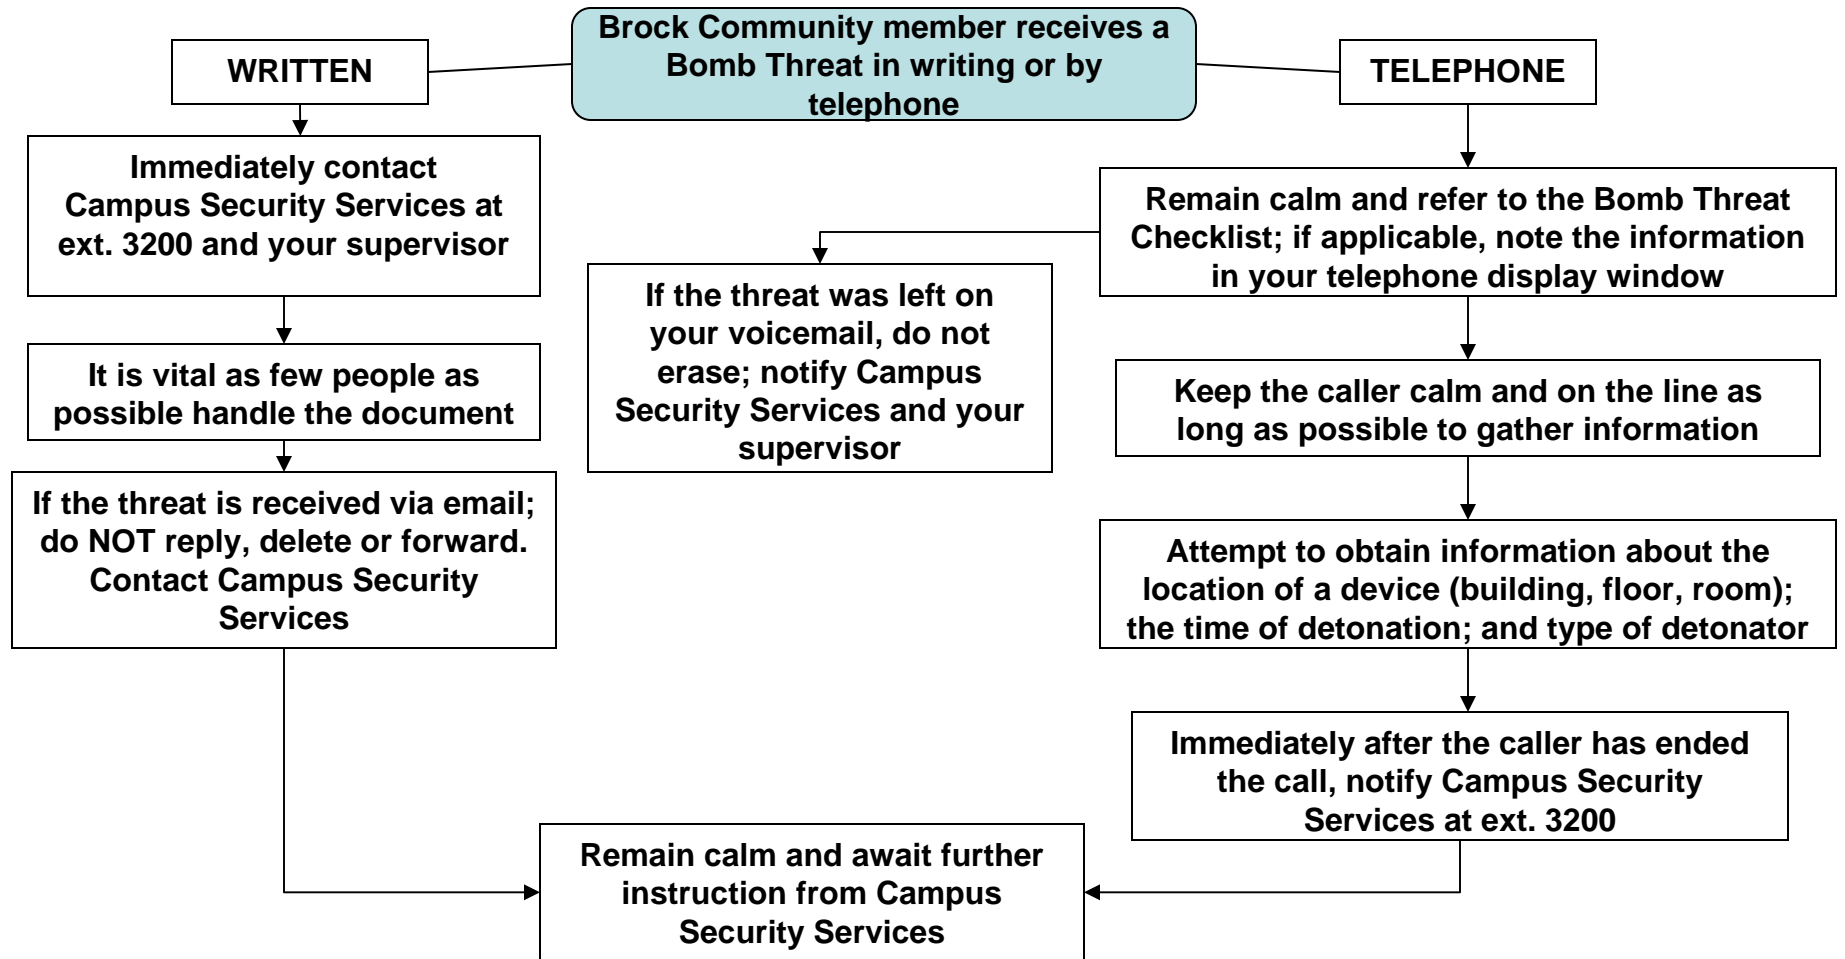 Brock Community member receives a
Bomb Threat in writing or by
telephone
WRITTEN
Immediately contact
Campus Security Services at
ext. 3200 and your supervisor
It is vital as few people as
possible handle the document
If the threat is received via email;
do NOT reply, delete or forward.
Contact Campus Security
Services
TELEPHONE
Remain calm and refer to the Bomb Threat
Checklist; if applicable, note the information
in your telephone display window
If the threat was left on
your voicemail, do not
erase; notify Campus
Security Services and your
supervisor
Keep the caller calm and on the line as
long as possible to gather information
Attempt to obtain information about the
location of a device (building, floor, room);
the time of detonation; and type of detonator
Immediately after the caller has ended
the call, notify Campus Security
Services at ext. 3200
Remain calm and await further
instruction from Campus
Security Services